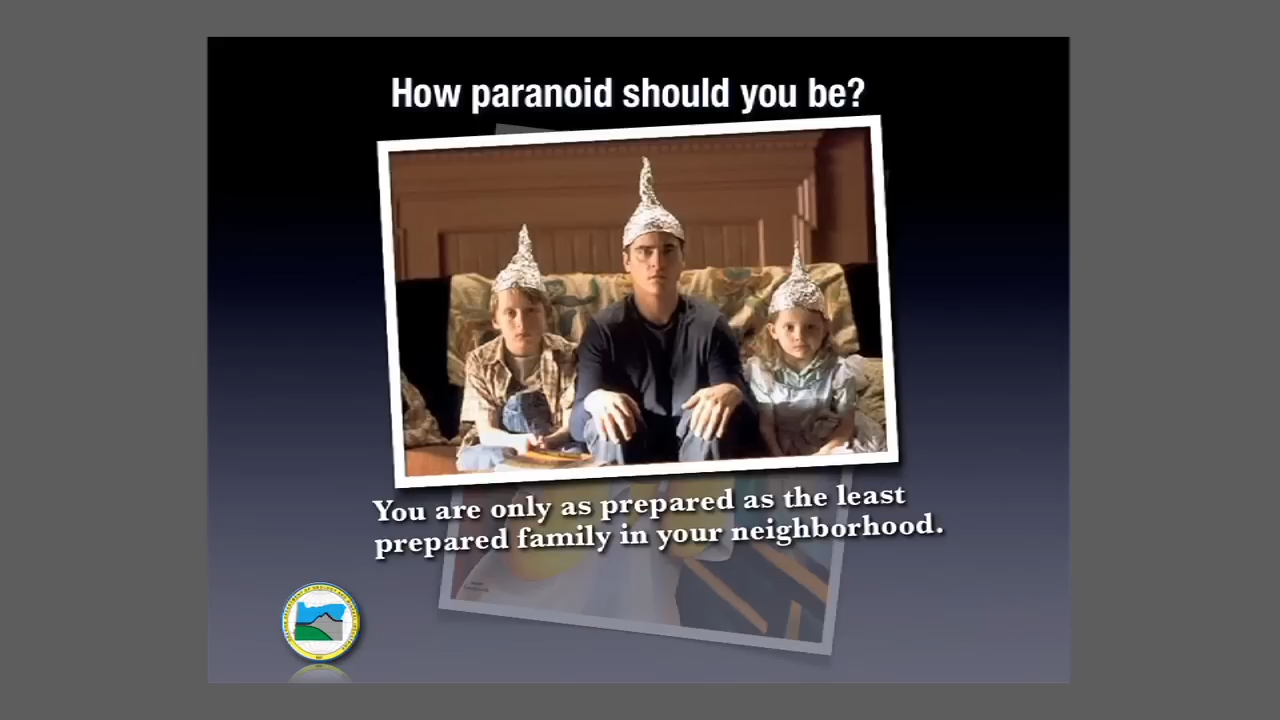 How paranoid should you be?
You are only as prepared as the least
prepared family in your neighborhood.